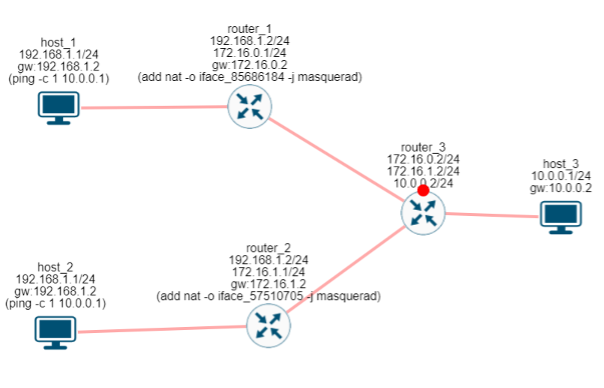 router_1
192.168.1.2/24
172.16.0.1/24
gw:172.16.0.2
(add nat -o iface_85686184 -j masquerad)
host_1
192.168.1.1/24
gw:192.168.1.2
(ping -c 1 10.0.0.1)
router_3
172.16.0.2/24
172.16.1.2/24
10.0.0.2/24
host_3
10.0.0.1/24
gw:10.0.0.2
router_2
192.168.1.2/24
172.16.1.1/24
gw:172.16.1.2
(add nat -o iface_57510705 -j masquerad)
host_2
192.168.1.1/24
gw:192.168.1.2
(ping -c 1 10.0.0.1)